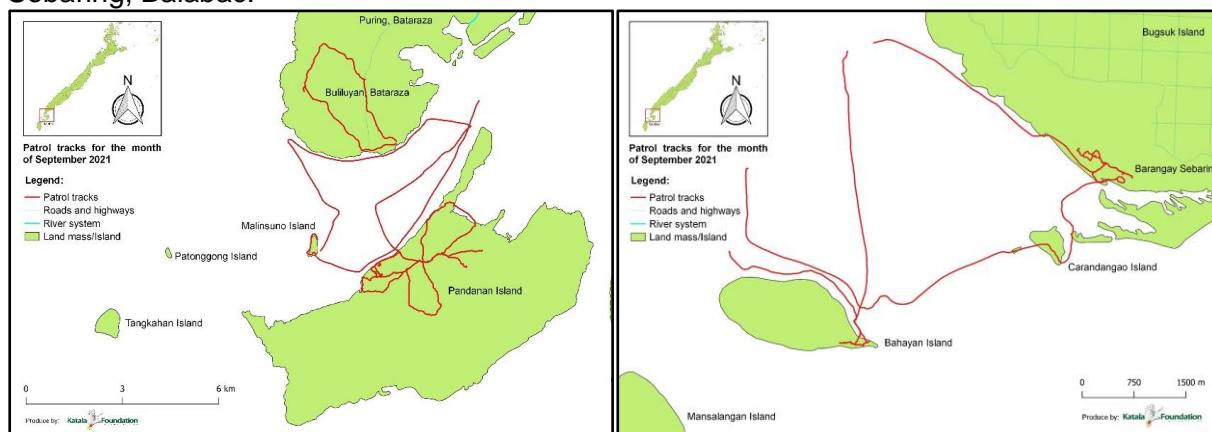 Sebaring, Balabac.
Puring, Bataraza
Buliluyan, Bataraza
N
Patrol tracks for the month
of September 2021
Legend:
Patrol tracks
Roads and highways
River system
Land mass/Island
Malinsuno Island
Patonggong Island
Pandanan Island
Tangkahan Island
0 3 6 km
Produce by: Katala Foundation
Bugsuk Island
N
Patrol tracks for the month
of September 2021
Legend:
Patrol tracks
Roads and highways
River system
Land mass/Island
Barangay Sebarin
Carandangao Island
Bahayan Island
Mansalangan Island
0 750 1500 m
Produce by: Katala Foundation